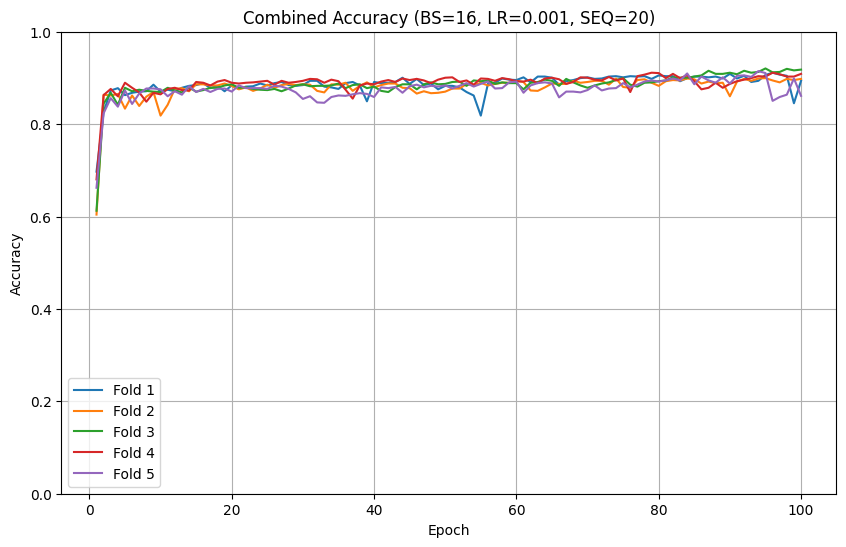 Combined Accuracy (BS=16, LR=0.001, SEQ=20)
1.0
0.8
0.6
0.4
0.2
0.0
Accuracy
Fold 1
Fold 2
Fold 3
Fold 4
Fold 5
0 20 40 60 80 100
Epoch